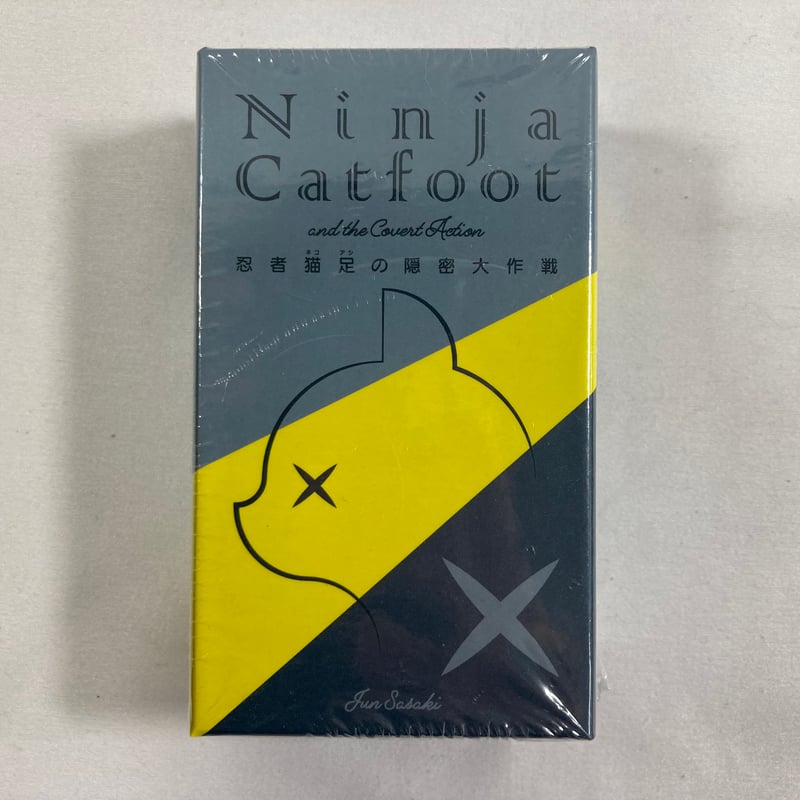 Ninja
Catfoot
and the Covert Action
ネコ アシ
忍者猫足の隠密大作戦
Jun Sasaki